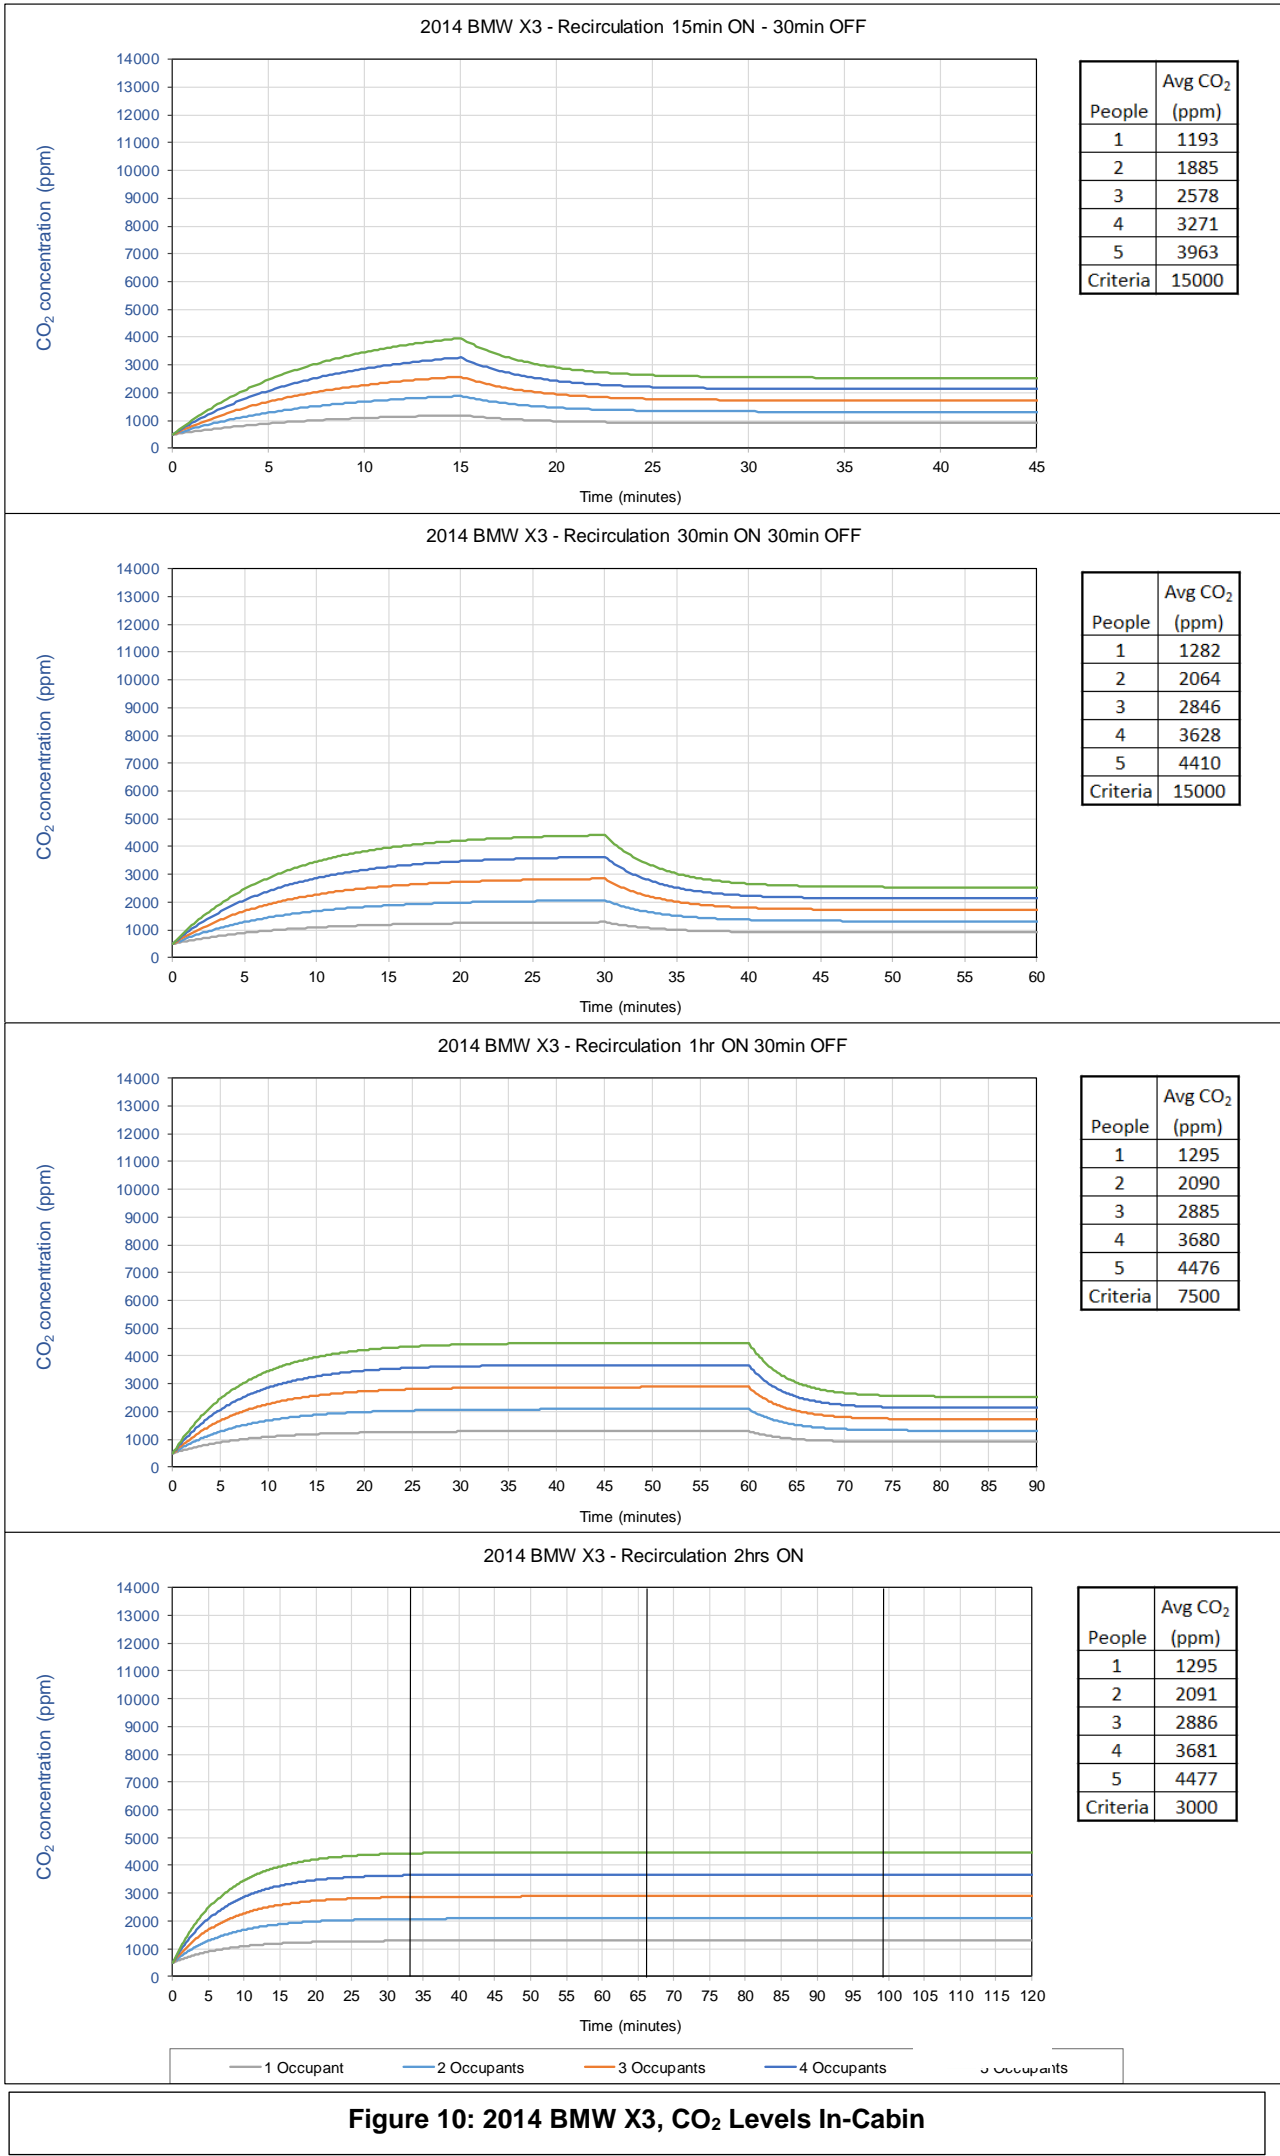 2014 BMW X3 - Recirculation 15min ON - 30min OFF
14000
13000
12000
11000
10000
9000
8000
7000
6000
5000
4000
3000
2000
1000
0
CO₂ concentration (ppm)
0 5 10 15 20 25 30 35 40 45
Time (minutes)
Avg CO₂
People (ppm)
1 1193
2 1885
3 2578
4 3271
5 3963
Criteria 15000
2014 BMW X3 - Recirculation 30min ON 30min OFF
14000
13000
12000
11000
10000
9000
8000
7000
6000
5000
4000
3000
2000
1000
0
CO₂ concentration (ppm)
0 5 10 15 20 25 30 35 40 45 50 55 60
Time (minutes)
Avg CO₂
People (ppm)
1 1282
2 2064
3 2846
4 3628
5 4410
Criteria 15000
2014 BMW X3 - Recirculation 1hr ON 30min OFF
14000
13000
12000
11000
10000
9000
8000
7000
6000
5000
4000
3000
2000
1000
0
CO₂ concentration (ppm)
0 5 10 15 20 25 30 35 40 45 50 55 60 65 70 75 80 85 90
Time (minutes)
Avg CO₂
People (ppm)
1 1295
2 2090
3 2885
4 3680
5 4476
Criteria 7500
2014 BMW X3 - Recirculation 2hrs ON
14000
13000
12000
11000
10000
9000
8000
7000
6000
5000
4000
3000
2000
1000
0
CO₂ concentration (ppm)
0 5 10 15 20 25 30 35 40 45 50 55 60 65 70 75 80 85 90 95 100 105 110 115 120
Time (minutes)
Avg CO₂
People (ppm)
1 1295
2 2091
3 2886
4 3681
5 4477
Criteria 3000
1 Occupant 2 Occupants 3 Occupants 4 Occupants 5 Occupants
Figure 10: 2014 BMW X3, CO₂ Levels In-Cabin